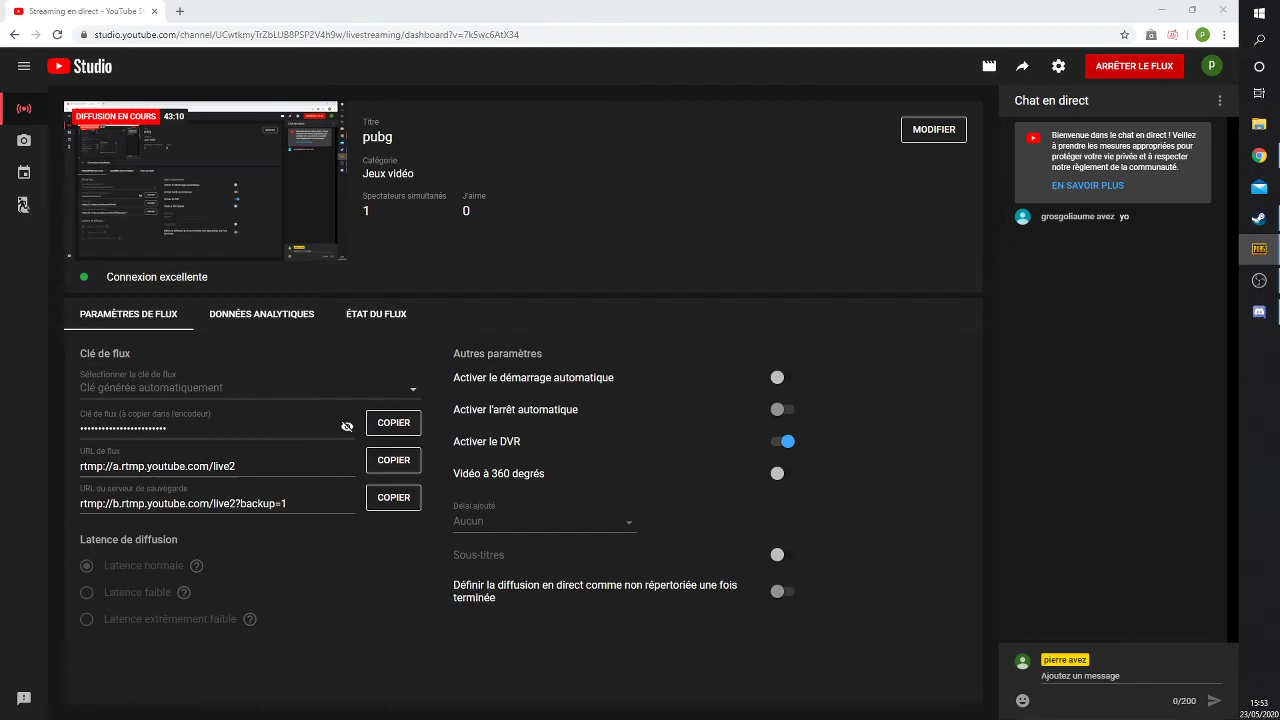 Streaming en direct - YouTube St
studio.youtube.com/channel/UCwtkmyTrZbLUB8PSP2V4h9w/livestreaming/dashboard?v=7k5wc6AtX34
Studio
ARRÊTER LE FLUX
p
DIFFUSION EN COURS 43:10
Titre
pubg
MODIFIER
Catégorie
Jeux vidéo
Spectateurs simultanés J'aime
1 0
Connexion excellente
PARAMÈTRES DE FLUX DONNÉES ANALYTIQUES ÉTAT DU FLUX
Clé de flux
Sélectionner la clé de flux
Clé générée automatiquement
Clé de flux (à copier dans l'encodeur)
COPIER
URL de flux
rtmp://a.rtmp.youtube.com/live2
COPIER
URL du serveur de sauvegarde
rtmp://b.rtmp.youtube.com/live2?backup=1
COPIER
Latence de diffusion
Latence normale
Latence faible
Latence extrêmement faible
Autres paramètres
Activer le démarrage automatique
Activer l'arrêt automatique
Activer le DVR
Vidéo à 360 degrés
Délai ajouté
Aucun
Sous-titres
Définir la diffusion en direct comme non répertoriée une fois
terminée
Chat en direct
Bienvenue dans le chat en direct ! Veillez
à prendre les mesures appropriées pour
protéger votre vie privée et à respecter
notre règlement de la communauté.
EN SAVOIR PLUS
grosgoliaume avez yo
pierre avez
Ajoutez un message
0/200
15:53
23/05/2020